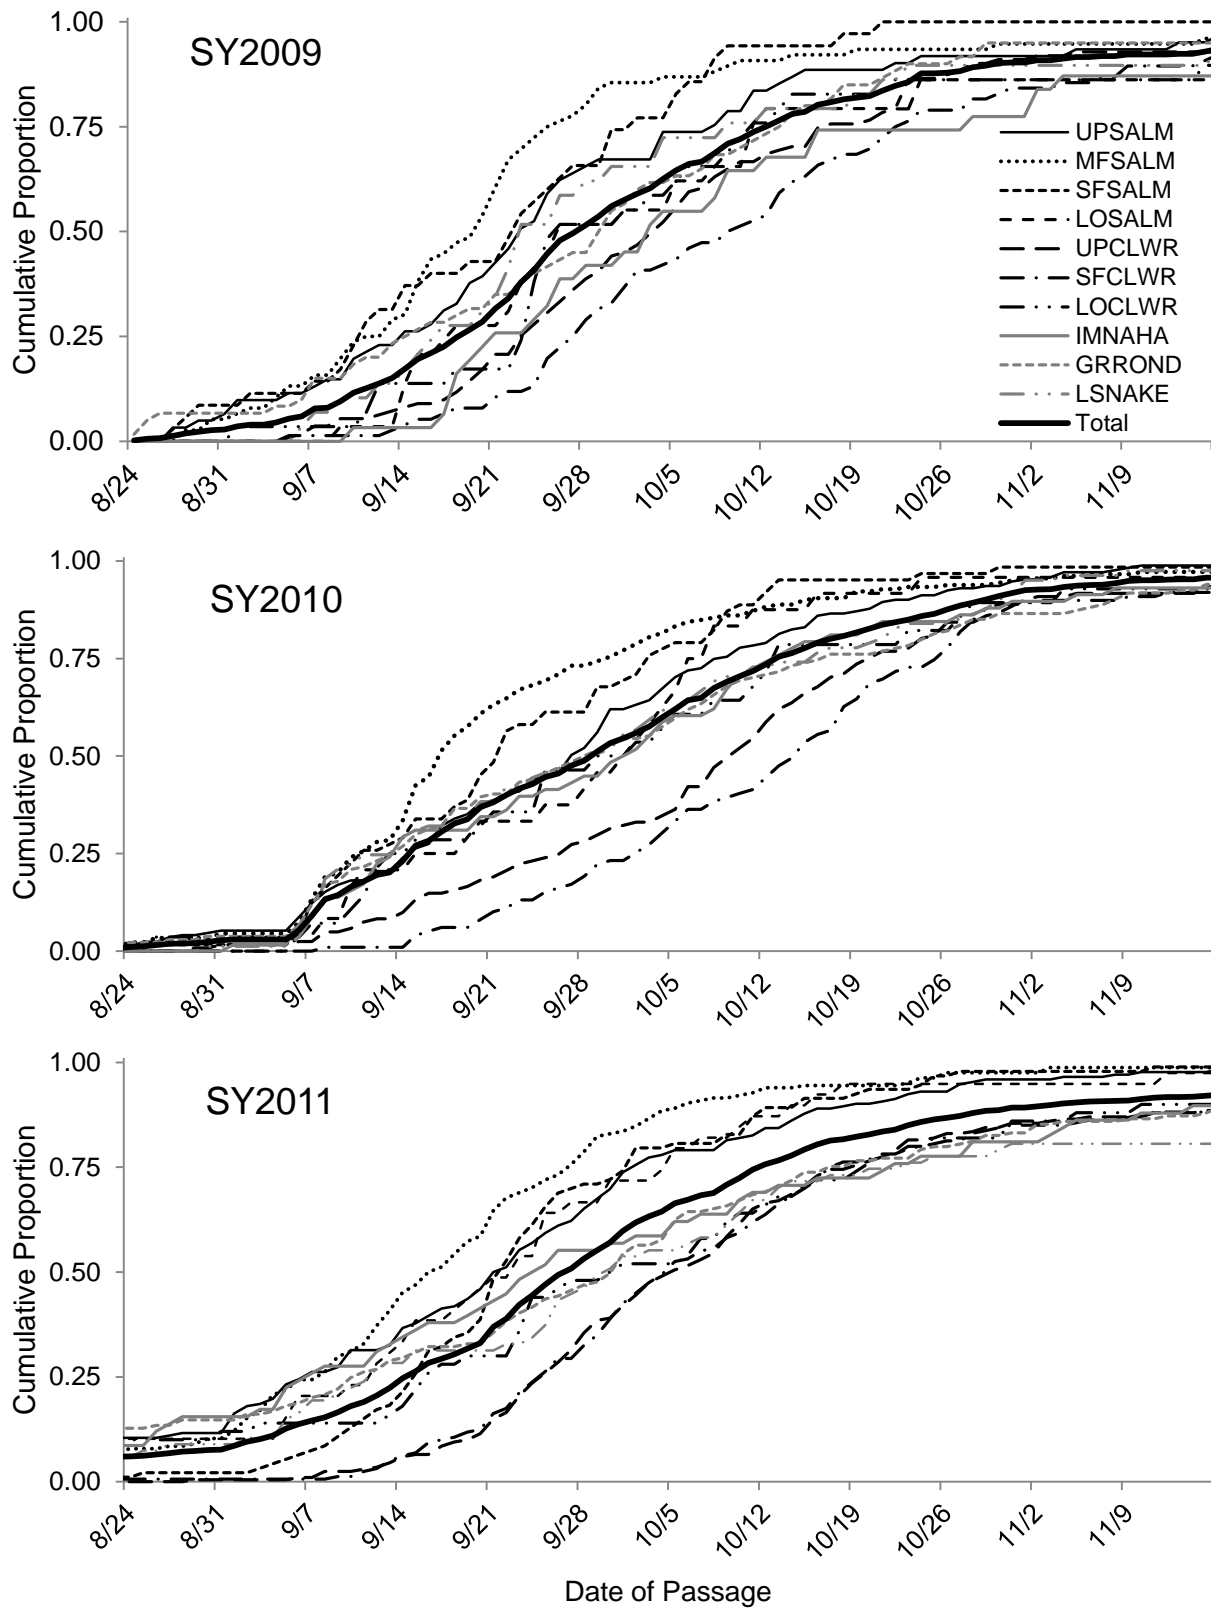 SY2009
Cumulative Proportion
1.00
0.75
0.50
0.25
0.00
UPSALM
MFSALM
SFSALM
LOSALM
UPCLWR
SFCLWR
LOCLWR
IMNAHA
GRROND
LSNAKE
Total
8/24 8/31 9/7 9/14 9/21 9/28 10/5 10/12 10/19 10/26 11/2 11/9
SY2010
Cumulative Proportion
1.00
0.75
0.50
0.25
0.00
8/24 8/31 9/7 9/14 9/21 9/28 10/5 10/12 10/19 10/26 11/2 11/9
SY2011
Cumulative Proportion
1.00
0.75
0.50
0.25
0.00
8/24 8/31 9/7 9/14 9/21 9/28 10/5 10/12 10/19 10/26 11/2 11/9
Date of Passage